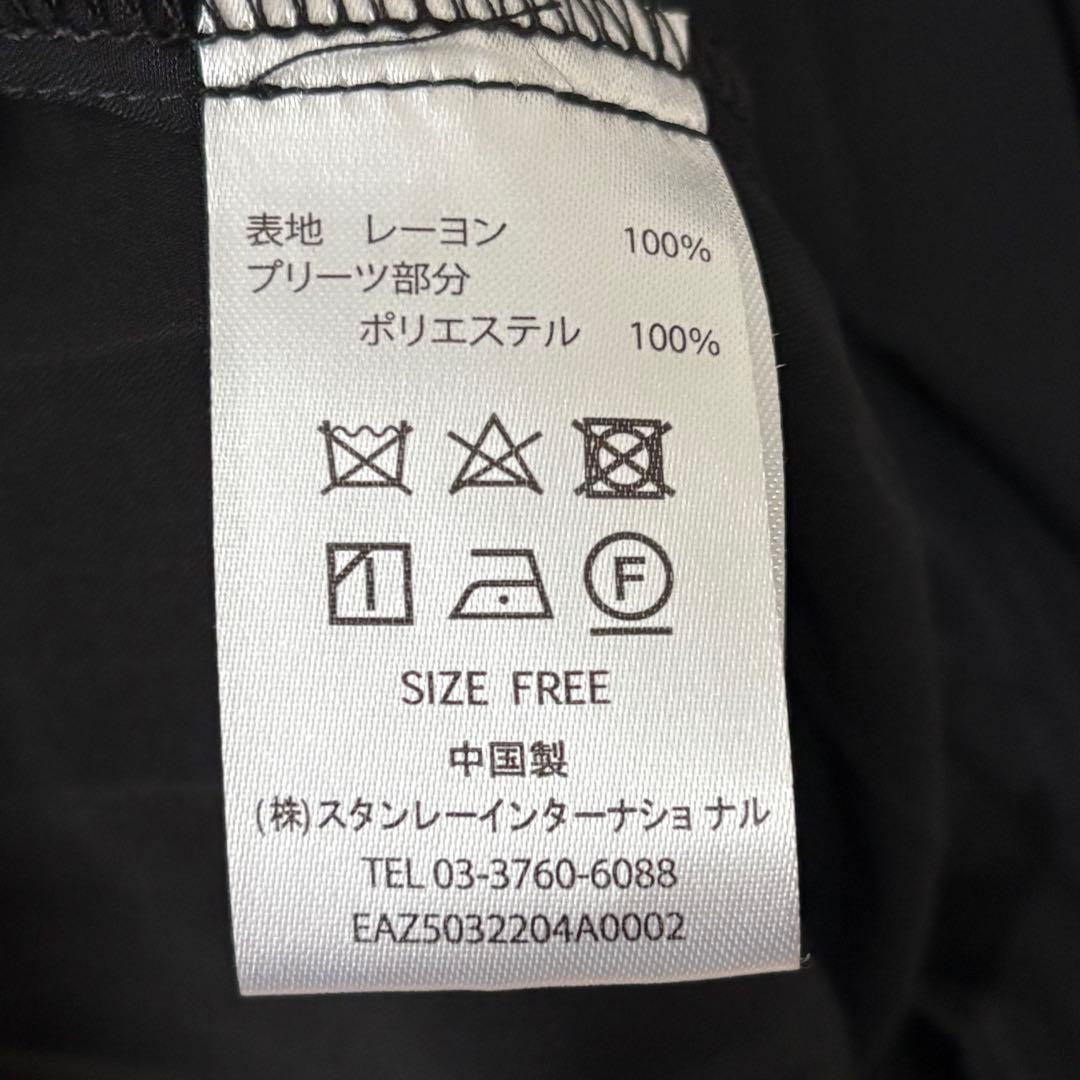 表地　レーヨン　100%
プリーツ部分
ポリエステル　100%
F
SIZE FREE
中国製
(株)スタンレーインターナショナル
TEL 03-3760-6088
EAZ5032204A0002